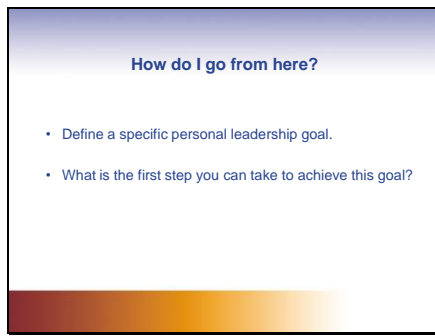 How do I go from here?
• Define a specific personal leadership goal.
• What is the first step you can take to achieve this goal?